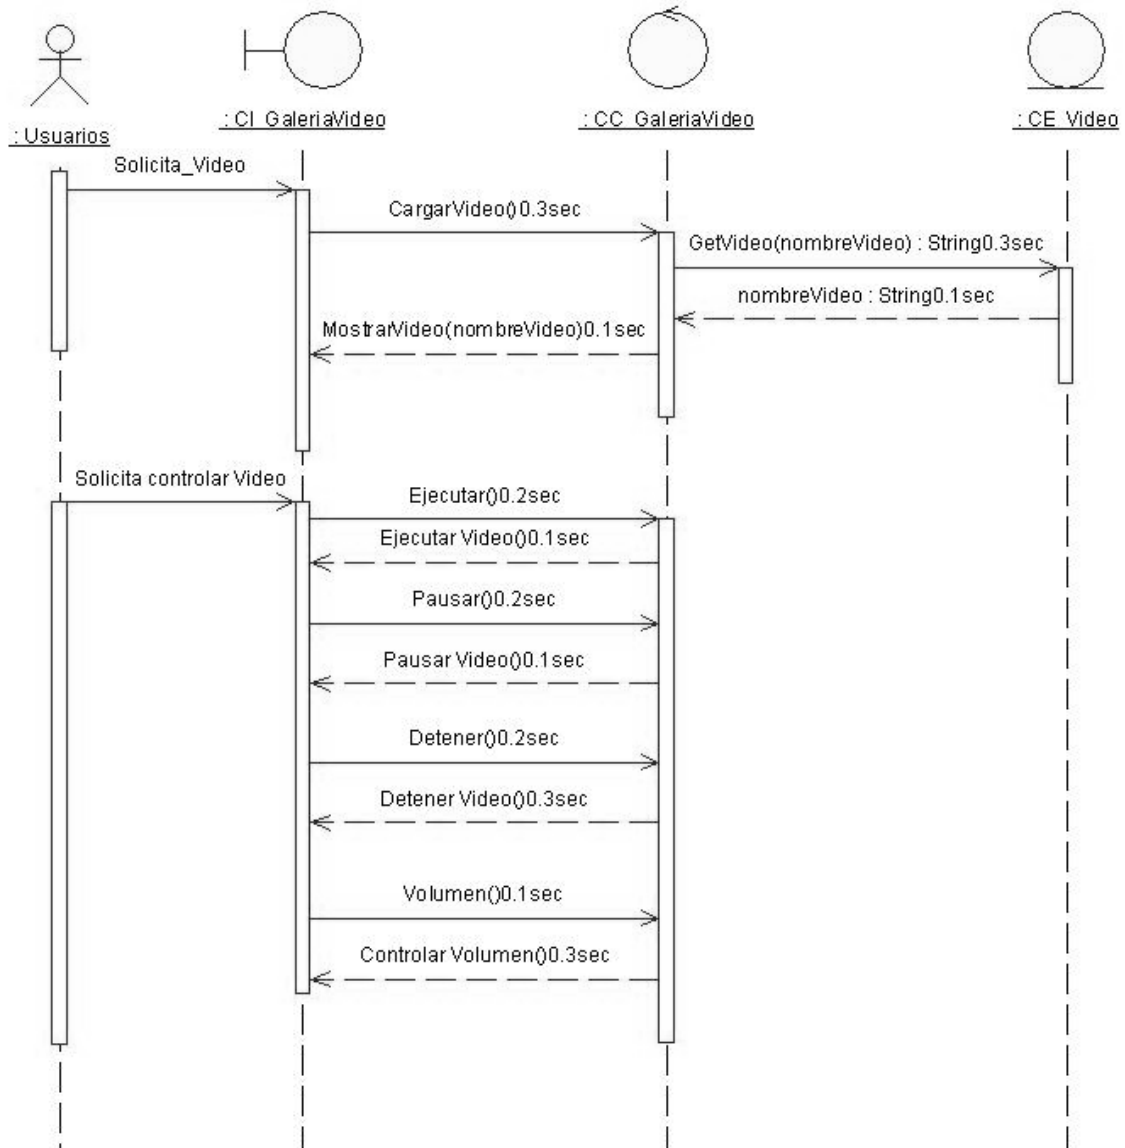 : Usuarios
: CI_GaleriaVideo
: CC_GaleriaVideo
: CE_Video
Solicita_Video
CargarVideo()0.3sec
GetVideo(nombreVideo) : String0.3sec
nombreVideo : String0.1sec
MostrarVideo(nombreVideo)0.1sec
Solicita controlar Video
Ejecutar()0.2sec
Ejecutar Video()0.1sec
Pausar()0.2sec
Pausar Video()0.1sec
Detener()0.2sec
Detener Video()0.3sec
Volumen()0.1sec
Controlar Volumen()0.3sec